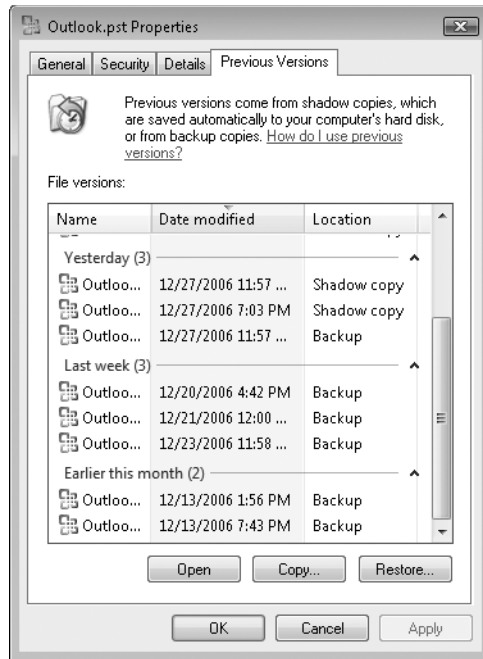 Outlook.pst Properties
General Security Details Previous Versions
Previous versions come from shadow copies, which
are saved automatically to your computer's hard disk,
or from backup copies. How do I use previous
versions?
File versions:
Name Date modified Location
Yesterday (3)
Outloo... 12/27/2006 11:57 ... Shadow copy
Outloo... 12/27/2006 7:03 PM Shadow copy
Outloo... 12/27/2006 11:57 ... Backup
Last week (3)
Outloo... 12/20/2006 4:42 PM Backup
Outloo... 12/21/2006 12:00 ... Backup
Outloo... 12/23/2006 11:58 ... Backup
Earlier this month (2)
Outloo... 12/13/2006 1:56 PM Backup
Outloo... 12/13/2006 7:43 PM Backup
Open Copy... Restore...
OK Cancel Apply